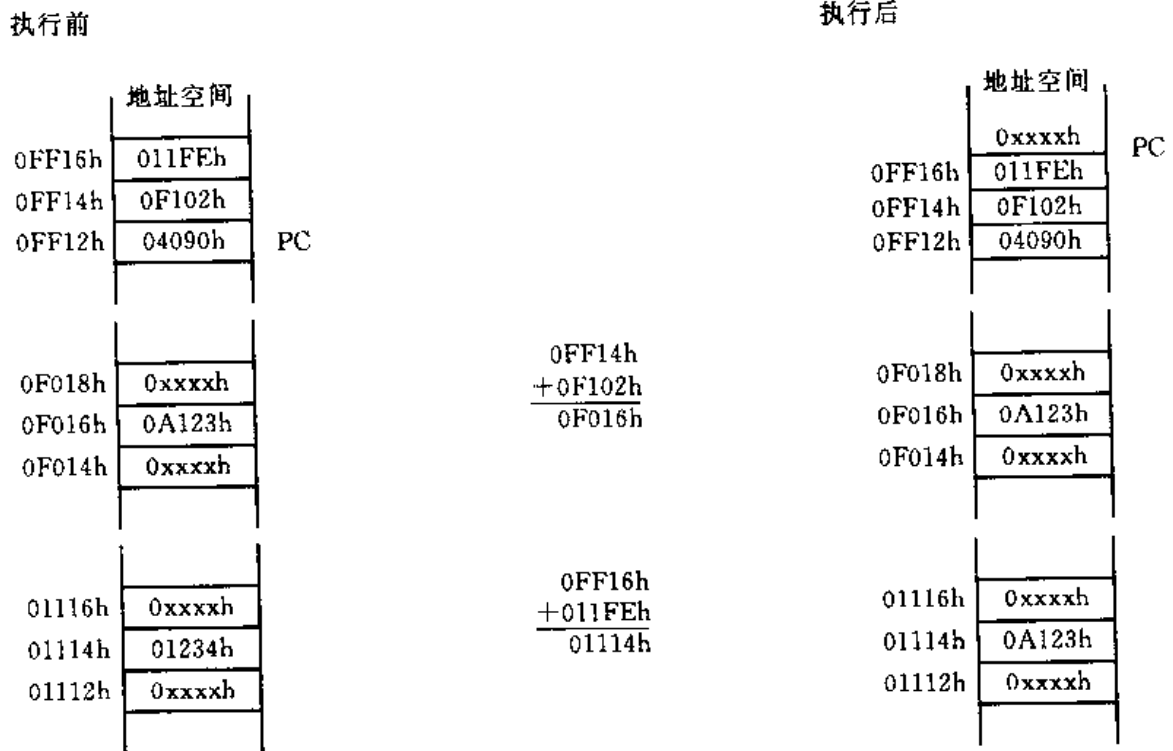 执行前
执行后
地址空间
0FF16h 011FEh
0FF14h 0F102h
0FF12h 04090h PC
0F018h 0xxxxh
0F016h 0A123h
0F014h 0xxxxh
01116h 0xxxxh
01114h 01234h
01112h 0xxxxh
0FF14h
+0F102h
0F016h
0FF16h
+011FEh
01114h
地址空间
0xxxxh PC
0FF16h 011FEh
0FF14h 0F102h
0FF12h 04090h
0F018h 0xxxxh
0F016h 0A123h
0F014h 0xxxxh
01116h 0xxxxh
01114h 0A123h
01112h 0xxxxh